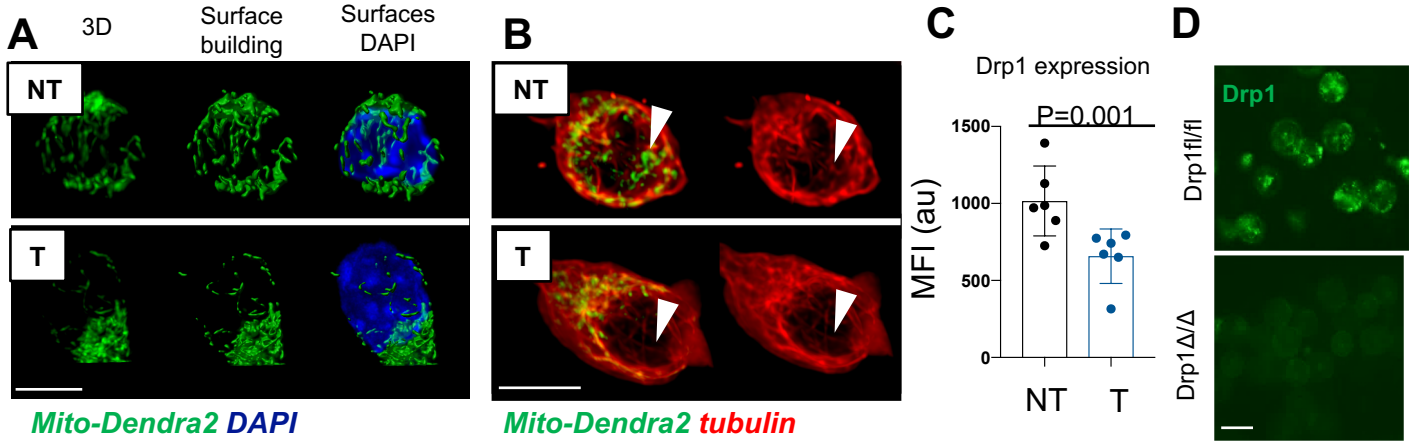 A
3D
Surface
building
Surfaces
DAPI
NT
T
Mito-Dendra2 DAPI
B
NT
T
Mito-Dendra2 tubulin
C
Drp1 expression
P=0.001
MFI (au)
1500
1000
500
0
NT
T
D
Drp1
Drp1fl/fl
Drp1Δ/Δ